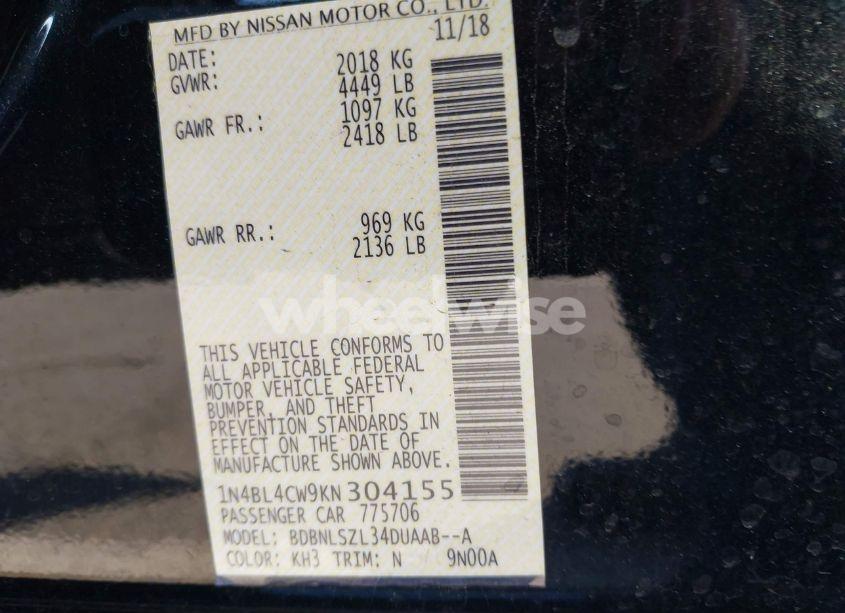 MFD BY NISSAN MOTOR CO., LTD.
DATE: 11/18
GVWR: 2018 KG
4449 LB
GAWR FR.: 1097 KG
2418 LB
GAWR RR.: 969 KG
2136 LB
wheelwise
THIS VEHICLE CONFORMS TO
ALL APPLICABLE FEDERAL
MOTOR VEHICLE SAFETY,
BUMPER, AND THEFT
PREVENTION STANDARDS IN
EFFECT ON THE DATE OF
MANUFACTURE SHOWN ABOVE.
1N4BL4CW9KN304155
PASSENGER CAR 775706
MODEL: BDBNLSZL34DUAAB--A
COLOR: KH3 TRIM: N 9N00A